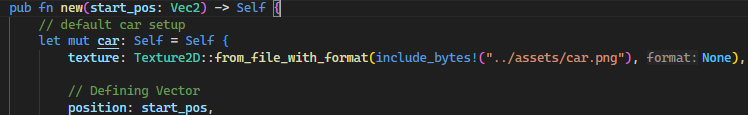 pub fn new(start_pos: Vec2) -> Self {
// default car setup
let mut car: Self = Self {
texture: Texture2D::from_file_with_format(include_bytes!("../assets/car.png"), format: None),
// Defining Vector
position: start_pos,